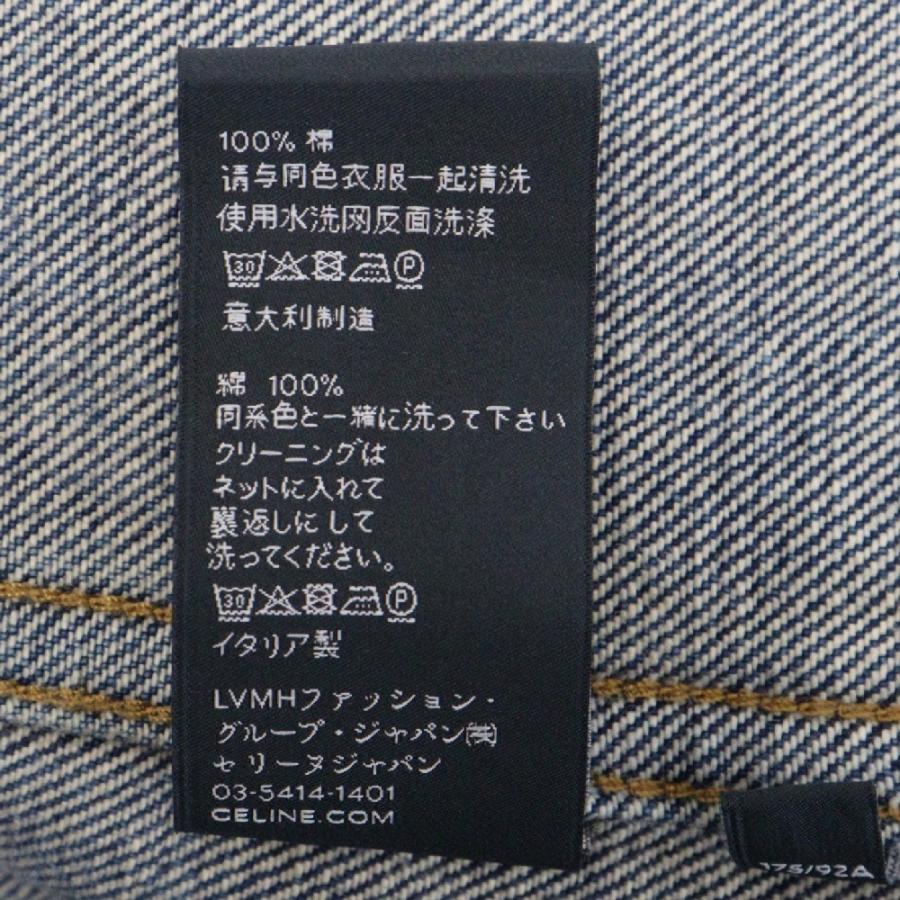 100% 棉
请与同色衣服一起清洗
使用水洗网反面洗涤
30 P
意大利制造
綿 100%
同系色と一緒に洗って下さい
クリーニングは
ネットに入れて
裏返しにして
洗ってください。
30 P
イタリア製
LVMHファッション・
グループ・ジャパン㈱
セリーヌジャパン
03-5414-1401
CELINE.COM
175/92A